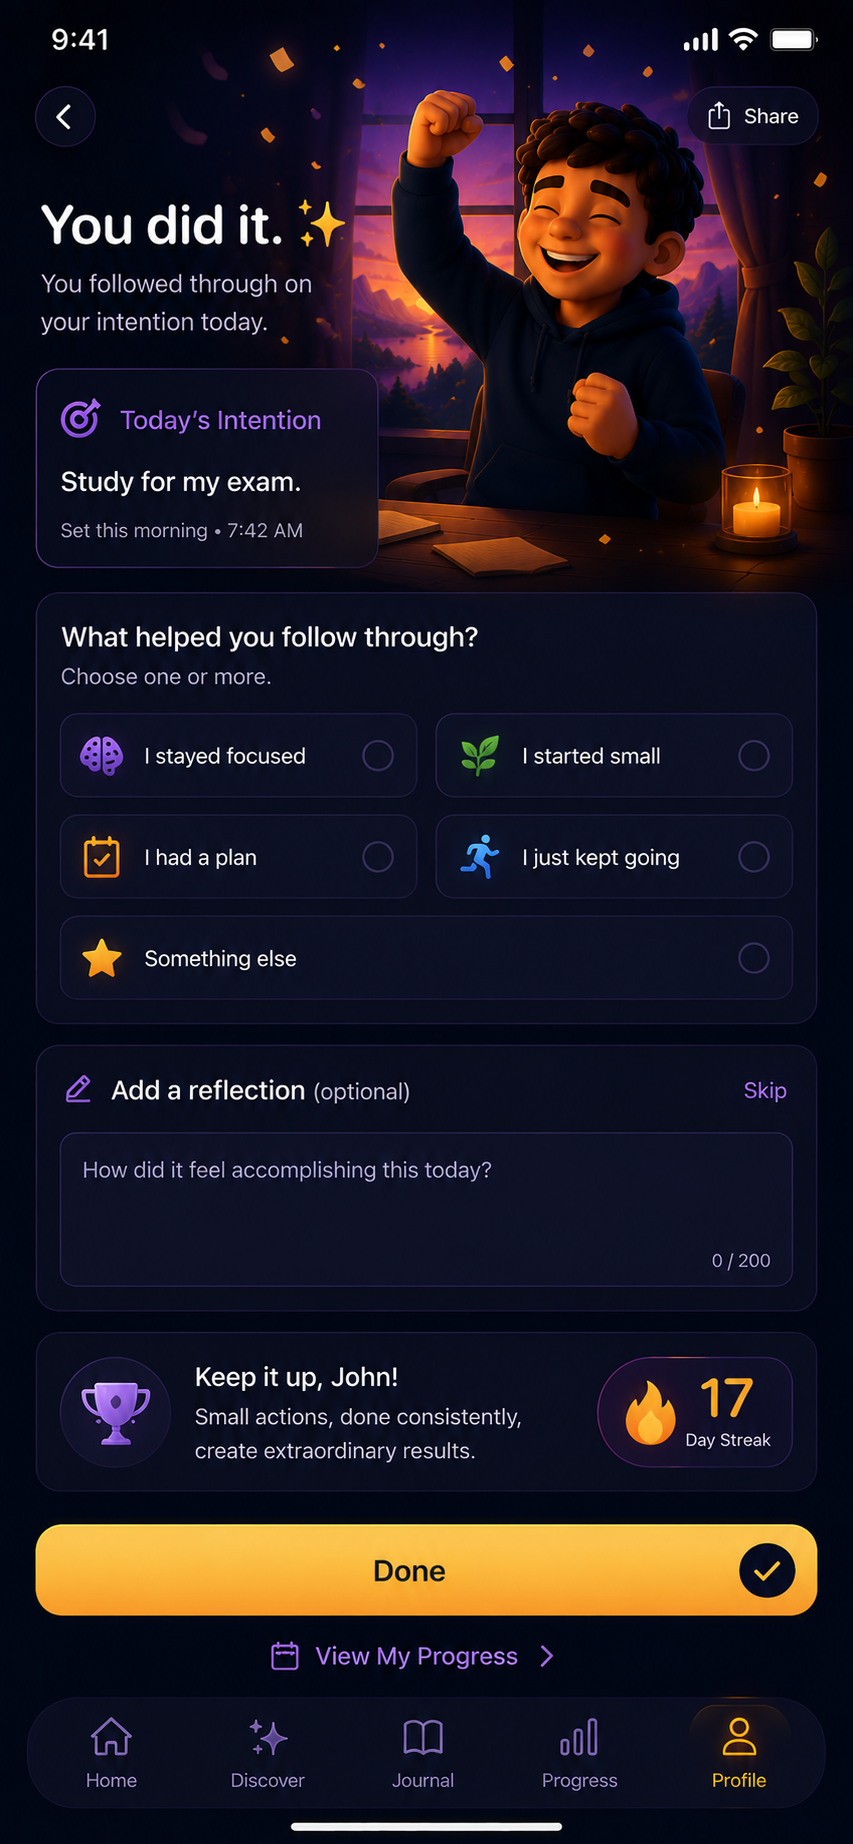 9:41
Share
You did it.
You followed through on
your intention today.
Today's Intention
Study for my exam.
Set this morning • 7:42 AM
What helped you follow through?
Choose one or more.
I stayed focused
I started small
I had a plan
I just kept going
Something else
Add a reflection (optional)
Skip
How did it feel accomplishing this today?
0 / 200
Keep it up, John!
Small actions, done consistently,
create extraordinary results.
17
Day Streak
Done
View My Progress
Home
Discover
Journal
Progress
Profile